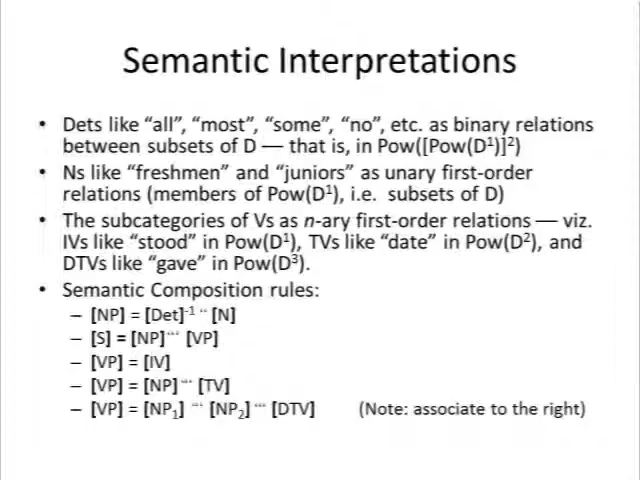 Semantic Interpretations
• Dets like “all”, “most”, “some”, “no”, etc. as binary relations
between subsets of D — that is, in Pow([Pow(D¹)]²)
• Ns like “freshmen” and “juniors” as unary first-order
relations (members of Pow(D¹), i.e. subsets of D)
• The subcategories of Vs as n-ary first-order relations — viz.
IVs like “stood” in Pow(D¹), TVs like “date” in Pow(D²), and
DTVs like “gave” in Pow(D³).
• Semantic Composition rules:
– [NP] = [Det]⁻¹ [N]
– [S] = [NP] [VP]
– [VP] = [IV]
– [VP] = [NP] [TV]
– [VP] = [NP₁] [NP₂] [DTV] (Note: associate to the right)